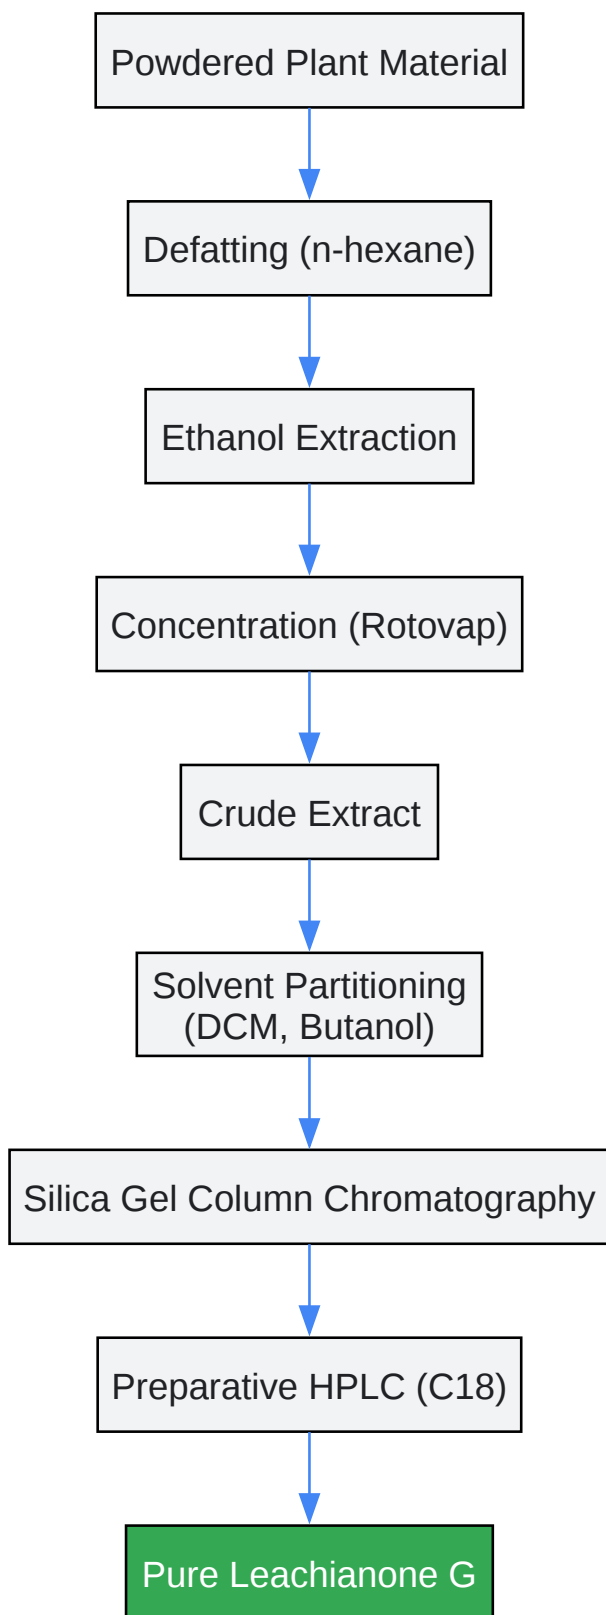 Powdered Plant Material
Defatting (n-hexane)
Ethanol Extraction
Concentration (Rotovap)
Crude Extract
Solvent Partitioning
(DCM, Butanol)
Silica Gel Column Chromatography
Preparative HPLC (C18)
Pure Leachianone G